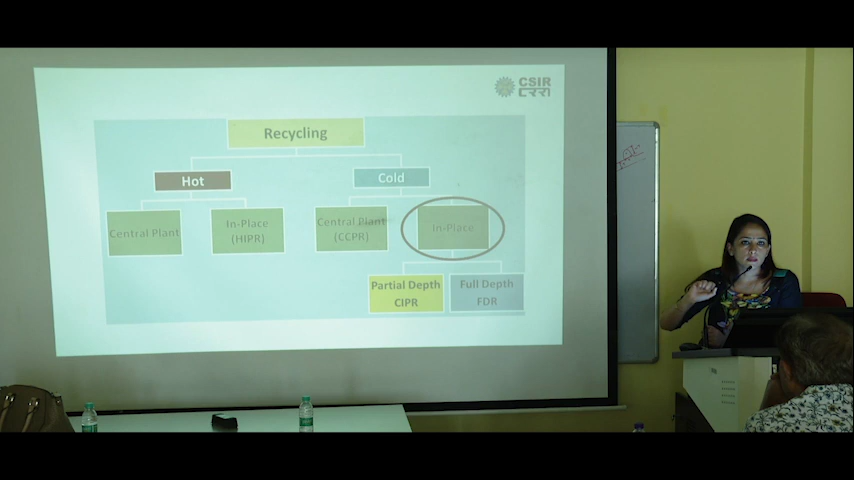 CSIR
CRRI
Recycling
Hot
Cold
Central Plant
In-Place
(HIPR)
Central Plant
(CCPR)
In-Place
Partial Depth
CIPR
Full Depth
FDR